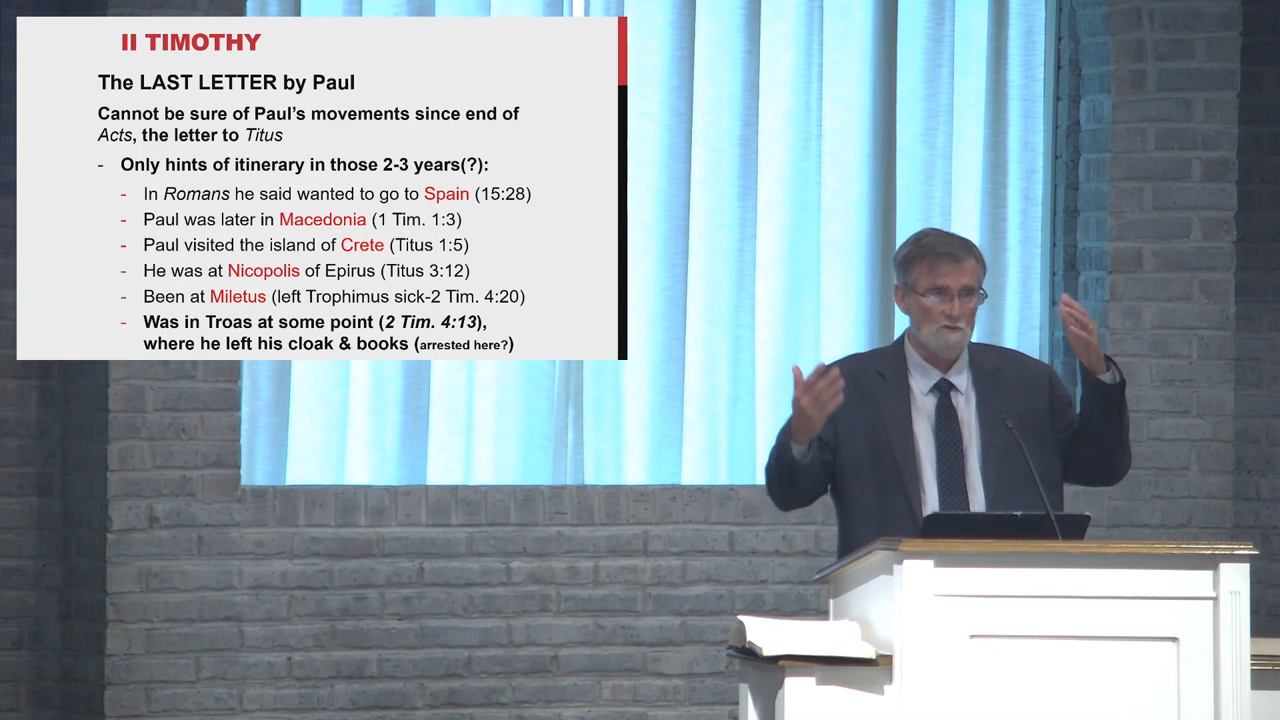 II TIMOTHY
The LAST LETTER by Paul
Cannot be sure of Paul's movements since end of
Acts, the letter to Titus
- Only hints of itinerary in those 2-3 years(?):
- In Romans he said wanted to go to Spain (15:28)
- Paul was later in Macedonia (1 Tim. 1:3)
- Paul visited the island of Crete (Titus 1:5)
- He was at Nicopolis of Epirus (Titus 3:12)
- Been at Miletus (left Trophimus sick-2 Tim. 4:20)
- Was in Troas at some point (2 Tim. 4:13),
where he left his cloak & books (arrested here?)